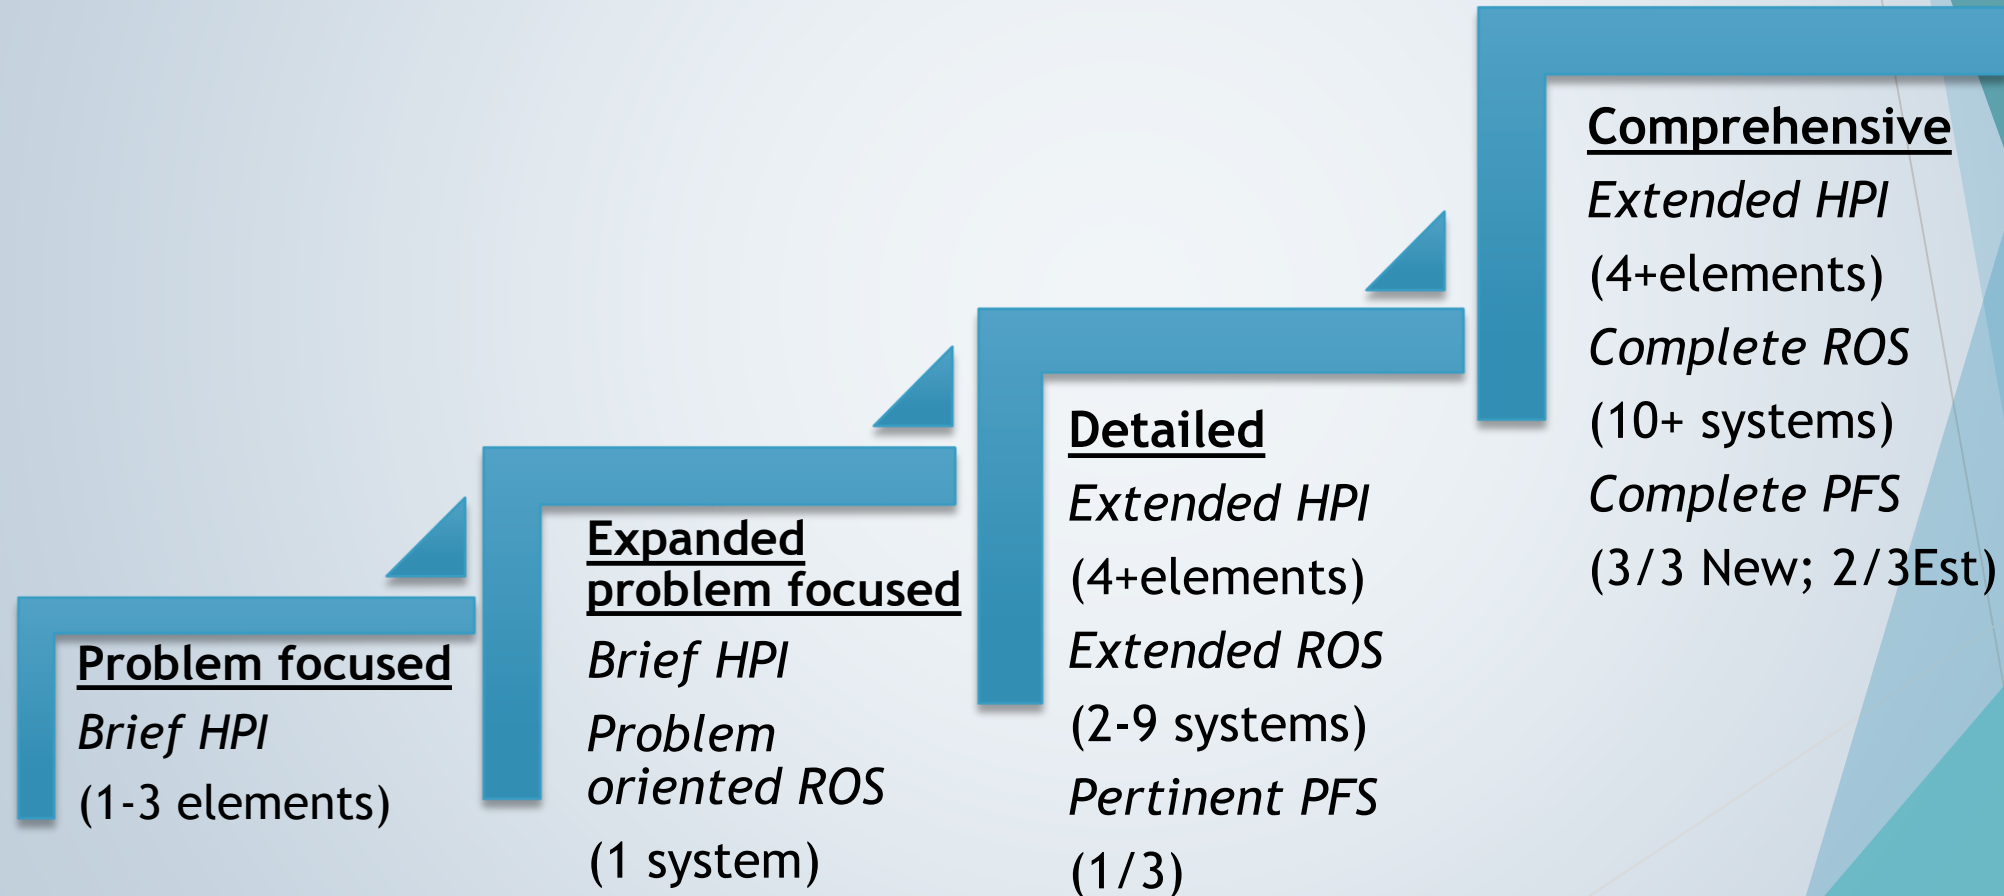 Problem focused
Brief HPI
(1-3 elements)
Expanded
problem focused
Brief HPI
Problem
oriented ROS
(1 system)
Detailed
Extended HPI
(4+elements)
Extended ROS
(2-9 systems)
Pertinent PFS
(1/3)
Comprehensive
Extended HPI
(4+elements)
Complete ROS
(10+ systems)
Complete PFS
(3/3 New; 2/3Est)